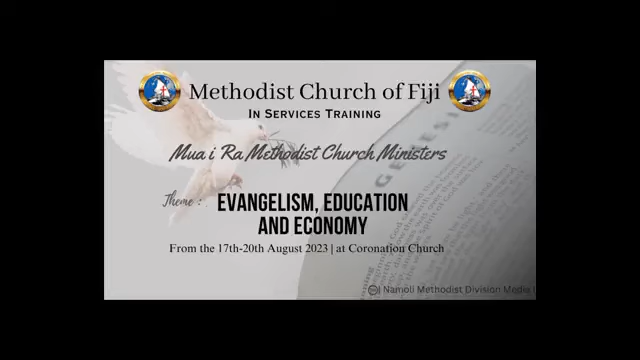 Methodist Church of Fiji
In Services Training
Mua i Ra Methodist Church Ministers
Theme : EVANGELISM, EDUCATION
AND ECONOMY
From the 17th-20th August 2023 | at Coronation Church
GENESIS
| Namoli Methodist Division Media |